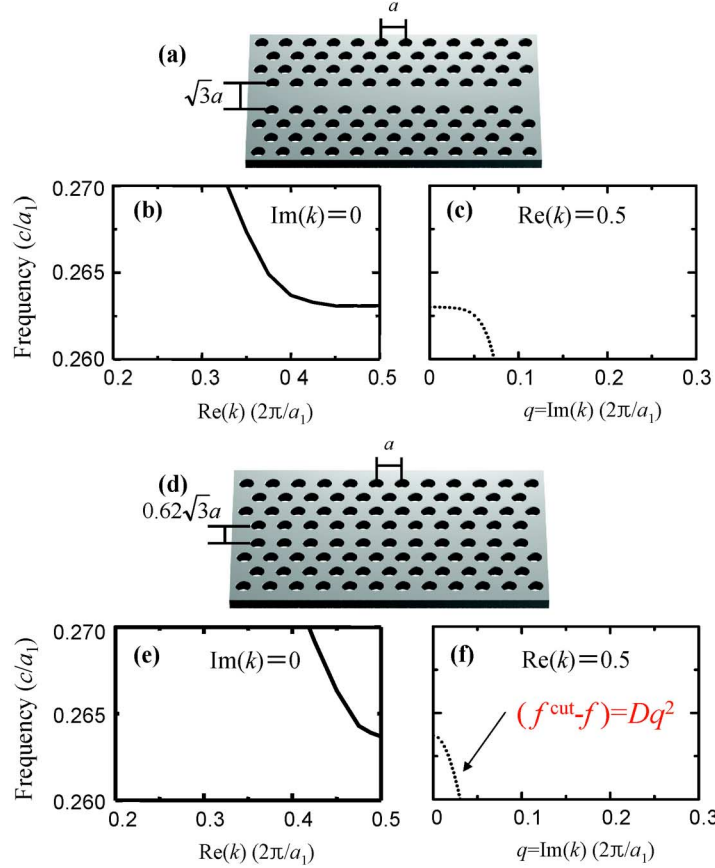 a
(a)
√3a
(b) Im(k)=0
(c) Re(k)=0.5
Frequency (c/a₁)
0.270
0.265
0.260
0.2 0.3 0.4 0.5
0 0.1 0.2 0.3
Re(k) (2π/a₁)
q=Im(k) (2π/a₁)
a
(d)
0.62√3a
(e) Im(k)=0
(f) Re(k)=0.5
(f^cut-f)=Dq²
Frequency (c/a₁)
0.270
0.265
0.260
0.2 0.3 0.4 0.5
0 0.1 0.2 0.3
Re(k) (2π/a₁)
q=Im(k) (2π/a₁)